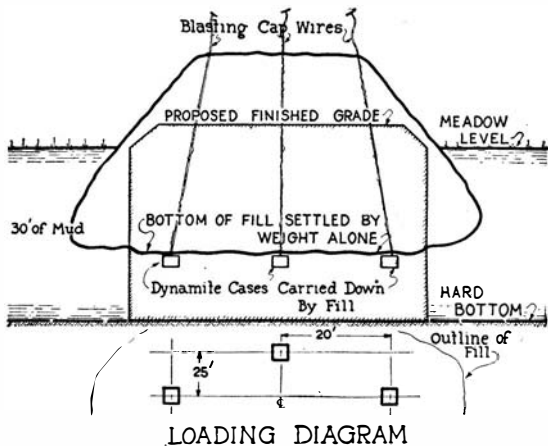 Blasting Cap Wires
PROPOSED FINISHED GRADE
MEADOW
LEVEL
30' of Mud
BOTTOM OF FILL SETTLED BY
WEIGHT ALONE
Dynamite Cases Carried Down
By Fill
HARD
BOTTOM
20'
Outline of
Fill
25'
℄
LOADING DIAGRAM